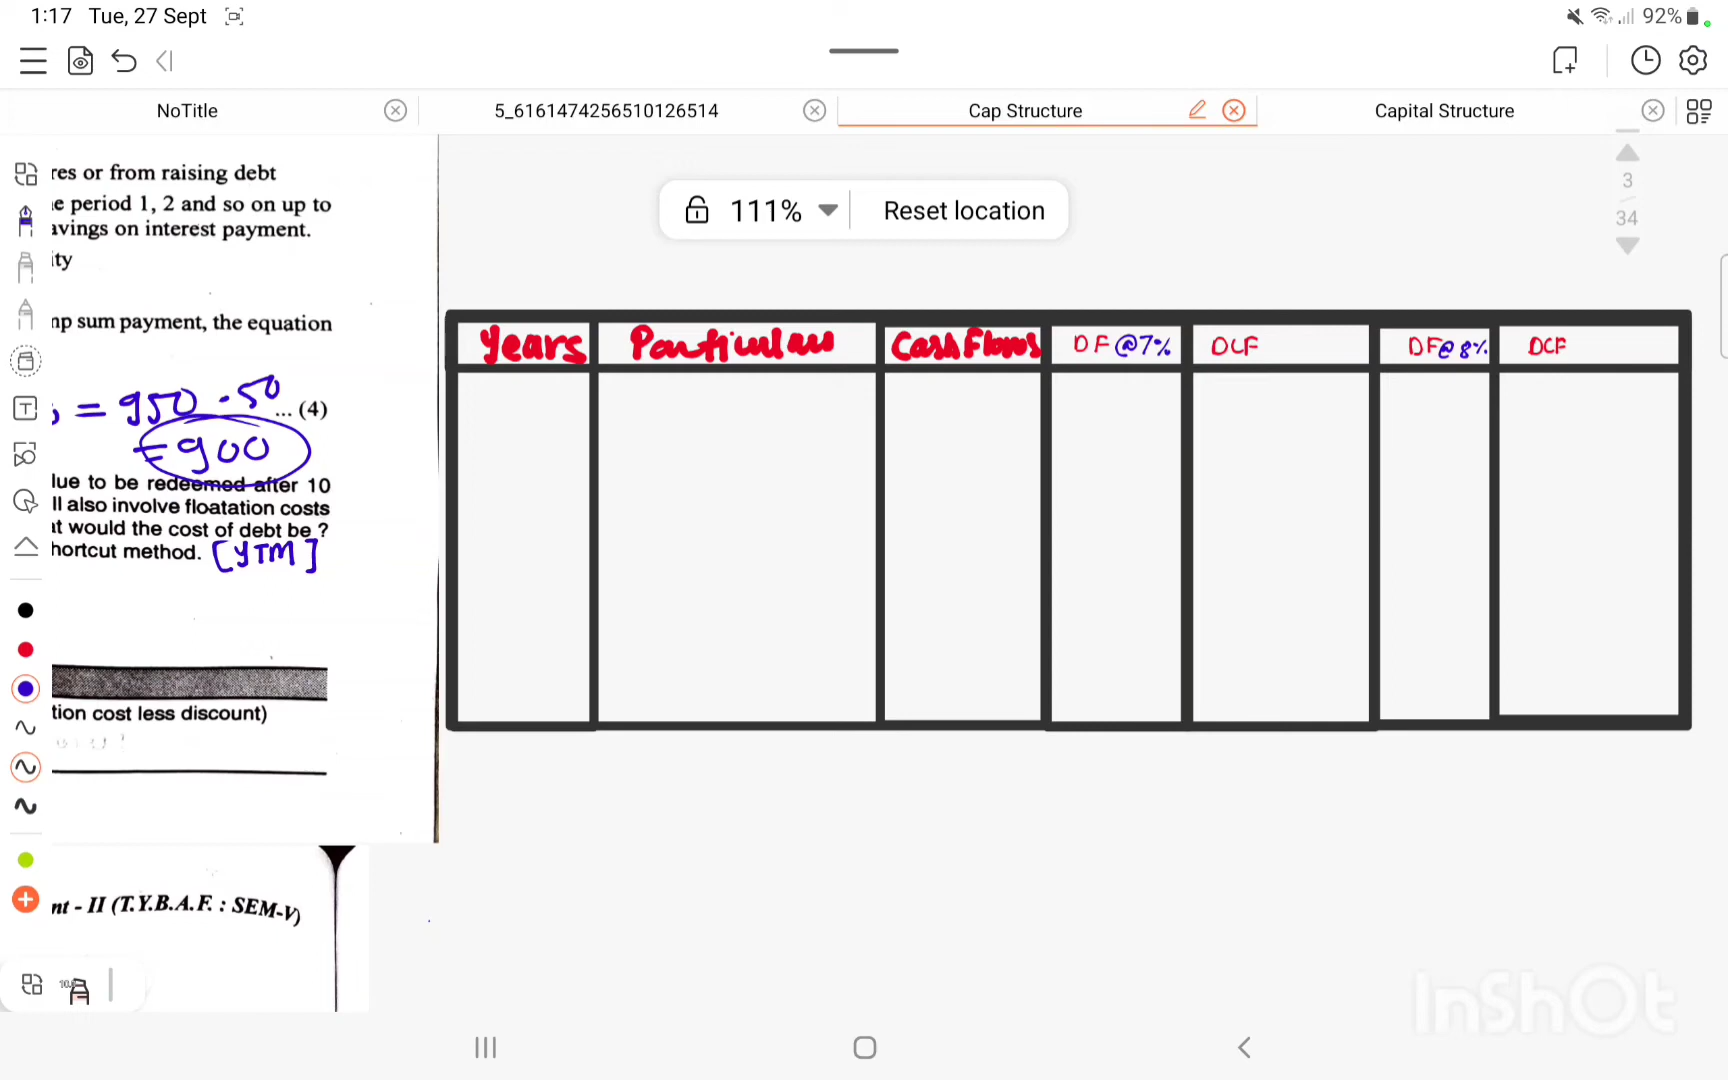 1:17 Tue, 27 Sept
92%
NoTitle
5_6161474256510126514
Cap Structure
Capital Structure
res or from raising debt
e period 1, 2 and so on up to
avings on interest payment.
ity
np sum payment, the equation
= 950 - 50 ... (4)
= 900
lue to be redeemed after 10
ll also involve floatation costs
at would the cost of debt be ?
hortcut method. [YTM]
tion cost less discount)
nt - II (T.Y.B.A.F. : SEM-V)
111%
Reset location
3
34
Years Particulars Cash Flows DF @7% DCF DF@ 8% DCF
InShOt